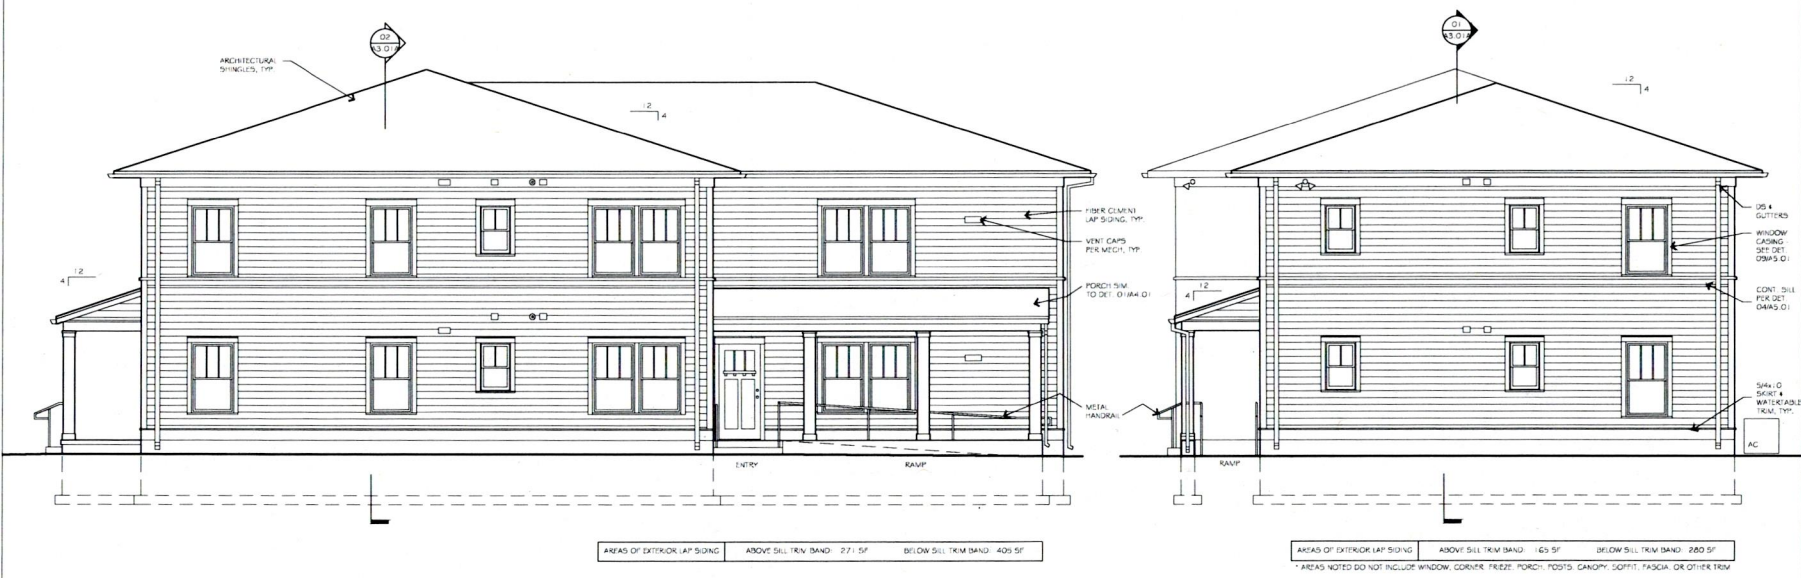 02
A3.01A
ARCHITECTURAL
SHINGLES, TYP.
12
4
12
4
FIBER CEMENT
LAP SIDING, TYP.
VENT CAPS
PER MECH, TYP
PORCH SIM.
TO DET. 01/A4.01
METAL
HANDRAIL
ENTRY
RAMP
AREAS OF EXTERIOR LAP SIDING
ABOVE SILL TRIM BAND: 271 SF
BELOW SILL TRIM BAND: 405 SF
01
A3.01A
12
4
12
4
DS &
GUTTERS
WINDOW
CASING -
SEE DET.
09/A5.01
CONT. SILL
PER DET.
04/A5.01
5/4x10
SKIRT &
WATERTABLE
TRIM, TYP.
AC
RAMP
AREAS OF EXTERIOR LAP SIDING
ABOVE SILL TRIM BAND: 165 SF
BELOW SILL TRIM BAND: 280 SF
* AREAS NOTED DO NOT INCLUDE WINDOW, CORNER, FRIEZE, PORCH, POSTS, CANOPY, SOFFIT, FASCIA, OR OTHER TRIM